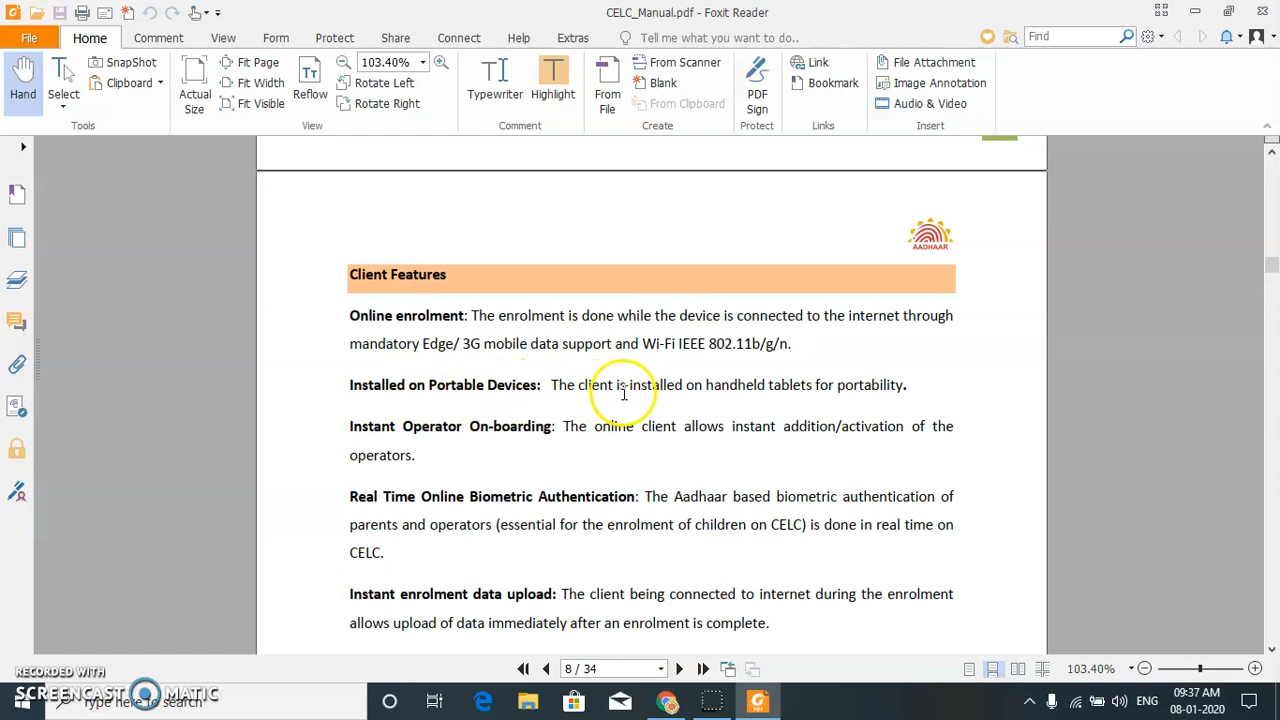 CELC_Manual.pdf - Foxit Reader
File Home Comment View Form Protect Share Connect Help Extras Tell me what you want to do.. Find
Hand
Select
SnapShot
Clipboard
Tools
Actual Size
Fit Page
Fit Width
Fit Visible
Reflow
103.40%
Rotate Left
Rotate Right
View
Typewriter
Highlight
Comment
From File
From Scanner
Blank
From Clipboard
Create
PDF Sign
Protect
Link
Bookmark
Links
File Attachment
Image Annotation
Audio & Video
Insert
AADHAAR
Client Features
Online enrolment: The enrolment is done while the device is connected to the internet through
mandatory Edge/ 3G mobile data support and Wi-Fi IEEE 802.11b/g/n.
Installed on Portable Devices: The client is installed on handheld tablets for portability.
Instant Operator On-boarding: The online client allows instant addition/activation of the
operators.
Real Time Online Biometric Authentication: The Aadhaar based biometric authentication of
parents and operators (essential for the enrolment of children on CELC) is done in real time on
CELC.
Instant enrolment data upload: The client being connected to internet during the enrolment
allows upload of data immediately after an enrolment is complete.
8 / 34
103.40%
RECORDED WITH
SCREENCAST MATIC
Type here to search
ENG
09:37 AM
08-01-2020